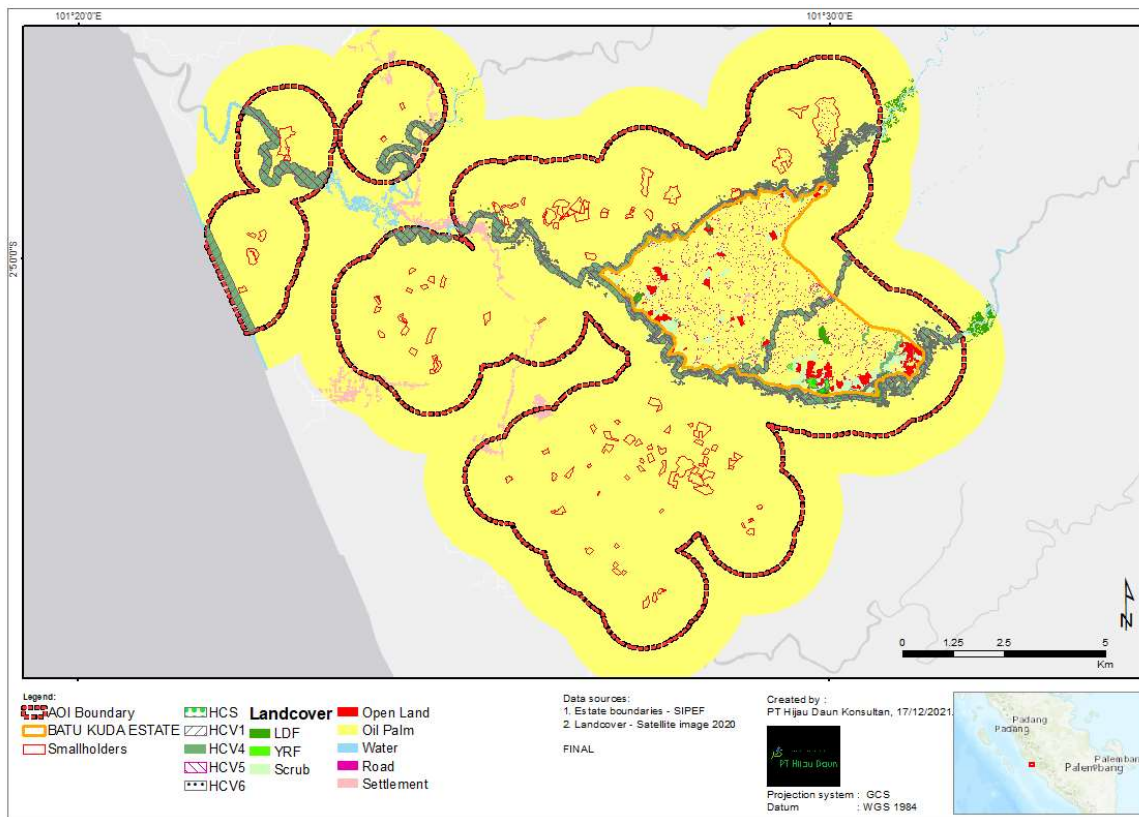 101°20'0"E
101°30'0"E
2°50'0"S
0
1.25
2.5
5
Km
Legend:
AOI Boundary
BATU KUDA ESTATE
Smallholders
HCS
HCV1
HCV4
HCV5
HCV6
Landcover
LDF
YRF
Scrub
Open Land
Oil Palm
Water
Road
Settlement
Data sources:
1. Estate boundaries - SIPEF
2. Landcover - Satellite image 2020
FINAL
Created by :
PT Hijau Daun Konsultan, 17/12/2021.
PT Hijau Daun
Projection system : GCS
Datum : WGS 1984
Padang
Padang
Palembang
Palembang
N